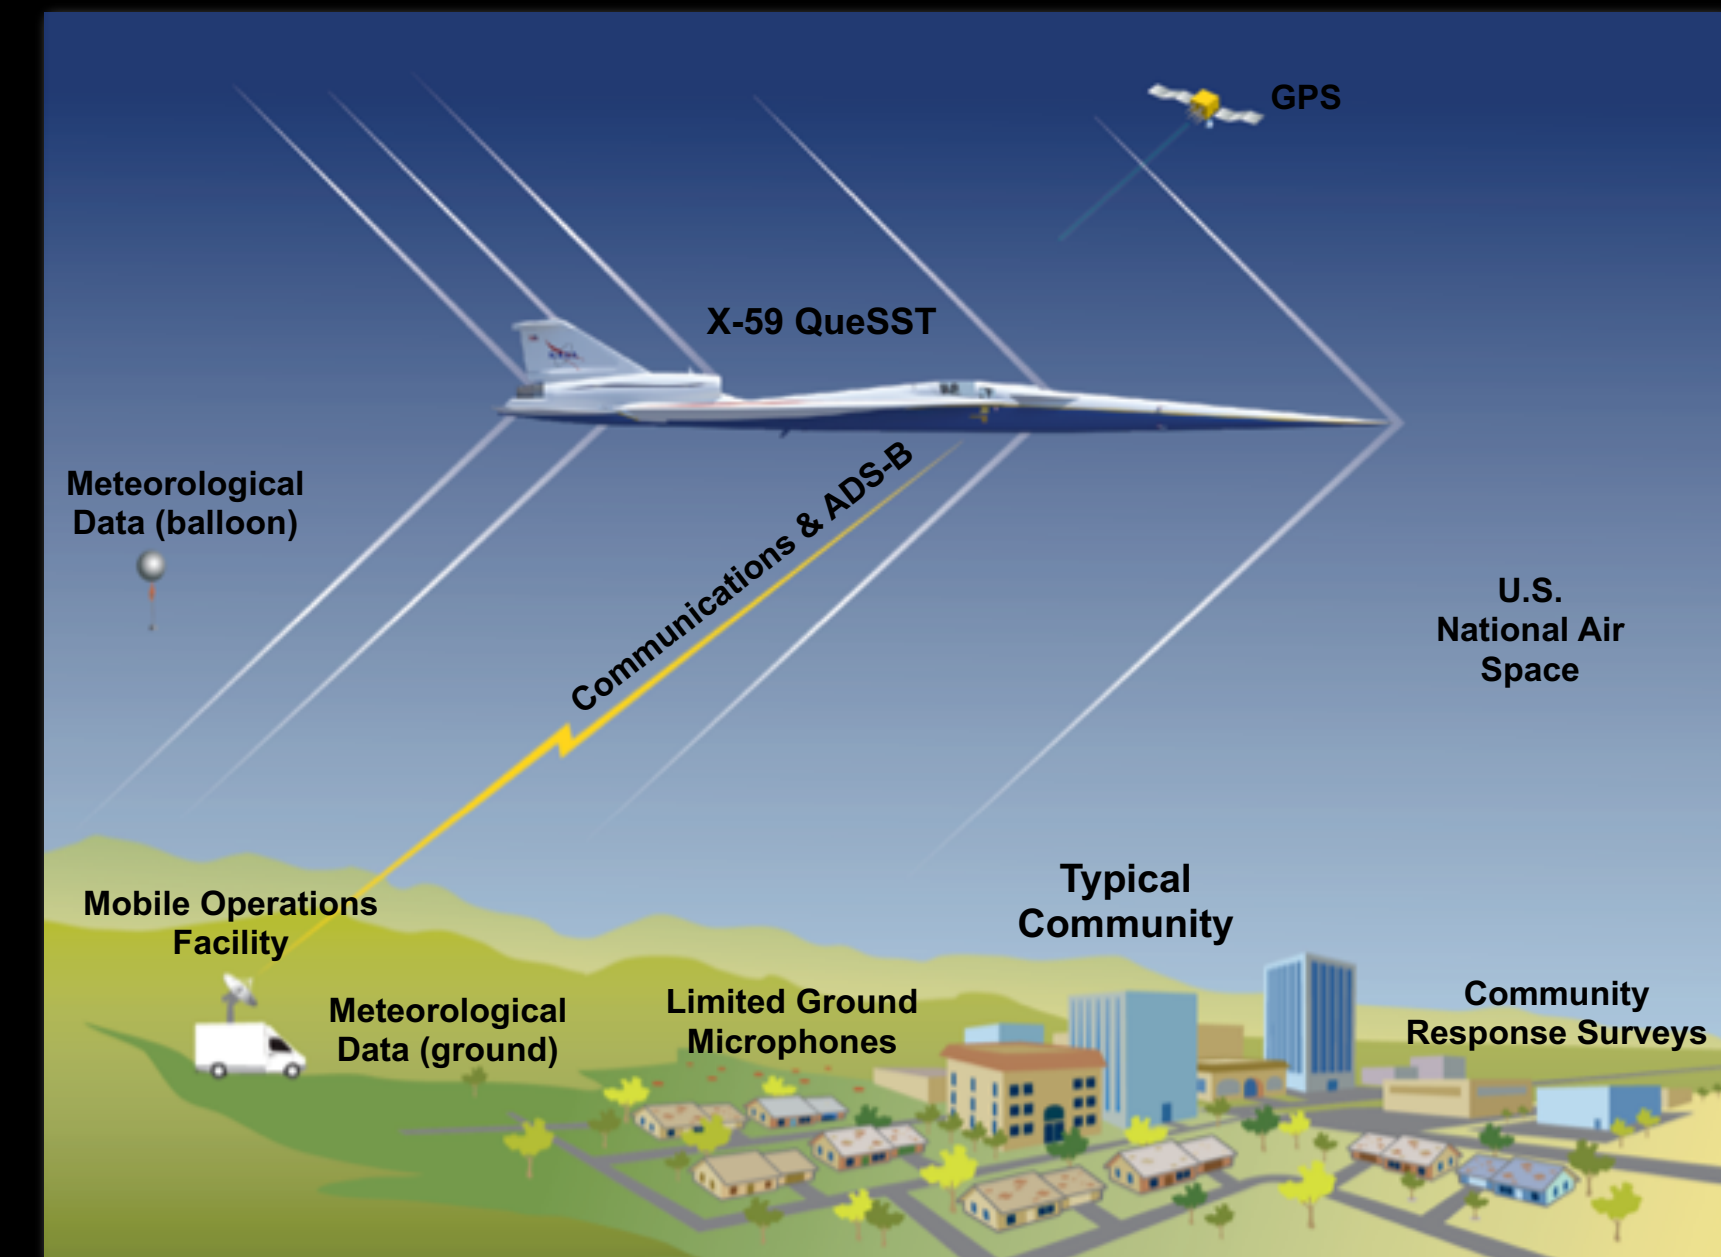 GPS
X-59 QueSST
Meteorological
Data (balloon)
Communications & ADS-B
U.S.
National Air
Space
Typical
Community
Mobile Operations
Facility
Meteorological
Data (ground)
Limited Ground
Microphones
Community
Response Surveys